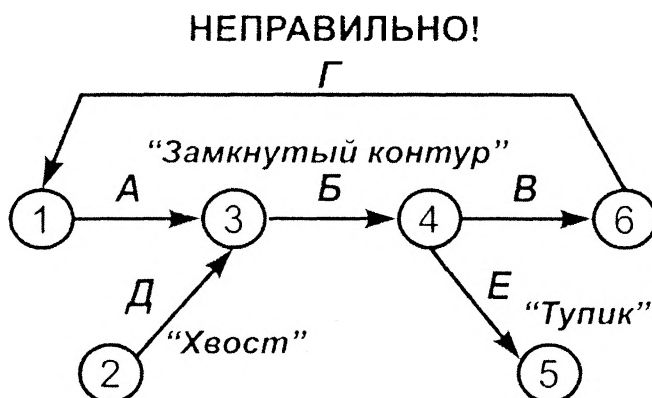 НЕПРАВИЛЬНО!
Г
"Замкнутый контур"
А Б В
1 3 4 6
Д Е
"Хвост" "Тупик"
2 5